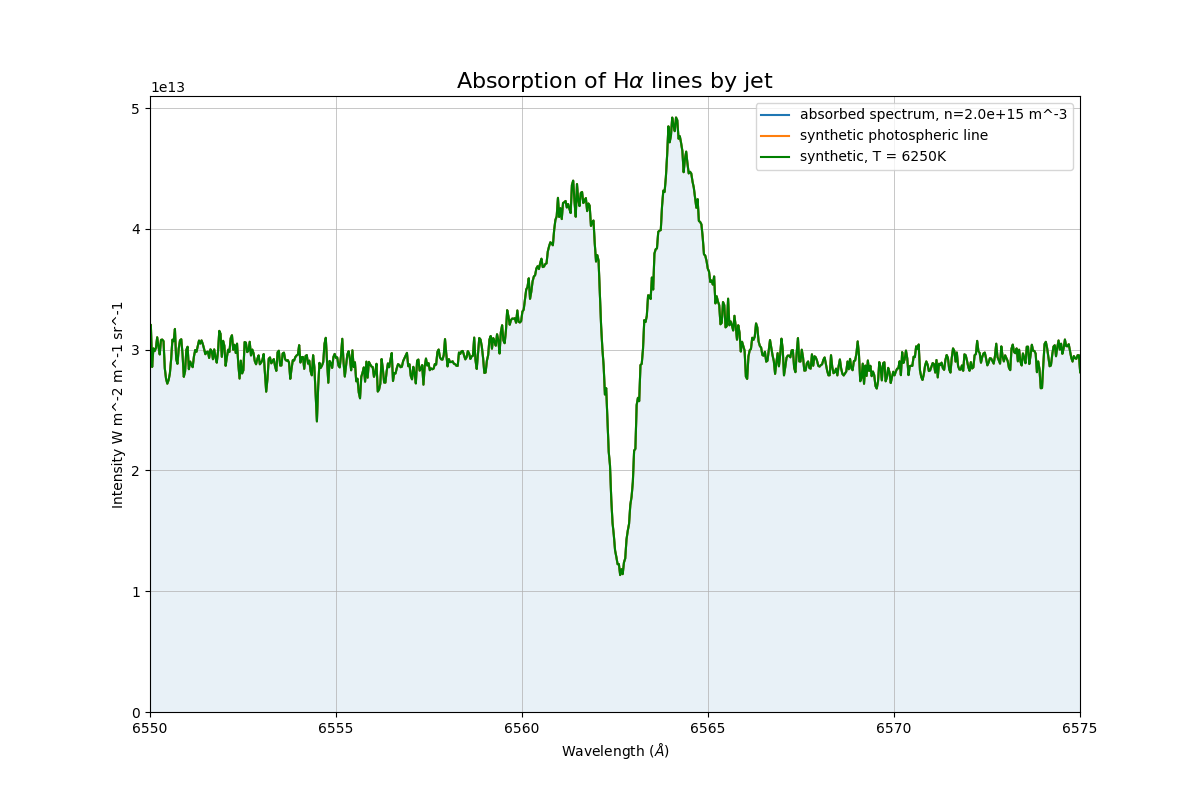 Absorption of Hα lines by jet
1e13
absorbed spectrum, n=2.0e+15 m^-3
synthetic photospheric line
synthetic, T = 6250K
5
4
3
2
1
0
Intensity W m^-2 m^-1 sr^-1
6550
6555
6560
6565
6570
6575
Wavelength (Å)